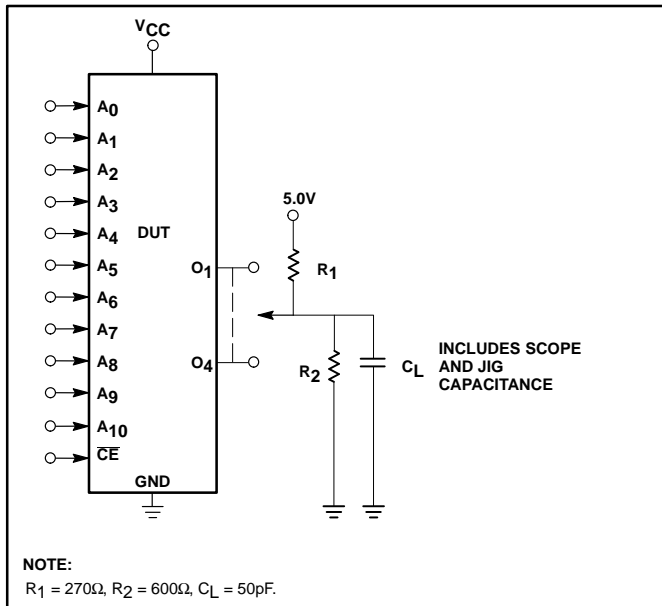 VCC
A0
A1
A2
A3
A4
DUT
A5
A6
A7
A8
A9
A10
CE
GND
O1
O4
5.0V
R1
R2
CL
INCLUDES SCOPE
AND JIG
CAPACITANCE
NOTE:
R1 = 270Ω, R2 = 600Ω, CL = 50pF.